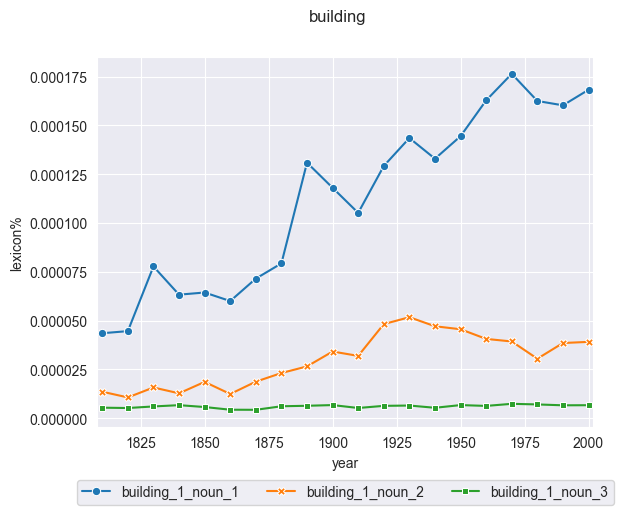 building
0.000175
0.000150
0.000125
0.000100
0.000075
0.000050
0.000025
0.000000
lexicon%
1825 1850 1875 1900 1925 1950 1975 2000
year
building_1_noun_1 building_1_noun_2 building_1_noun_3